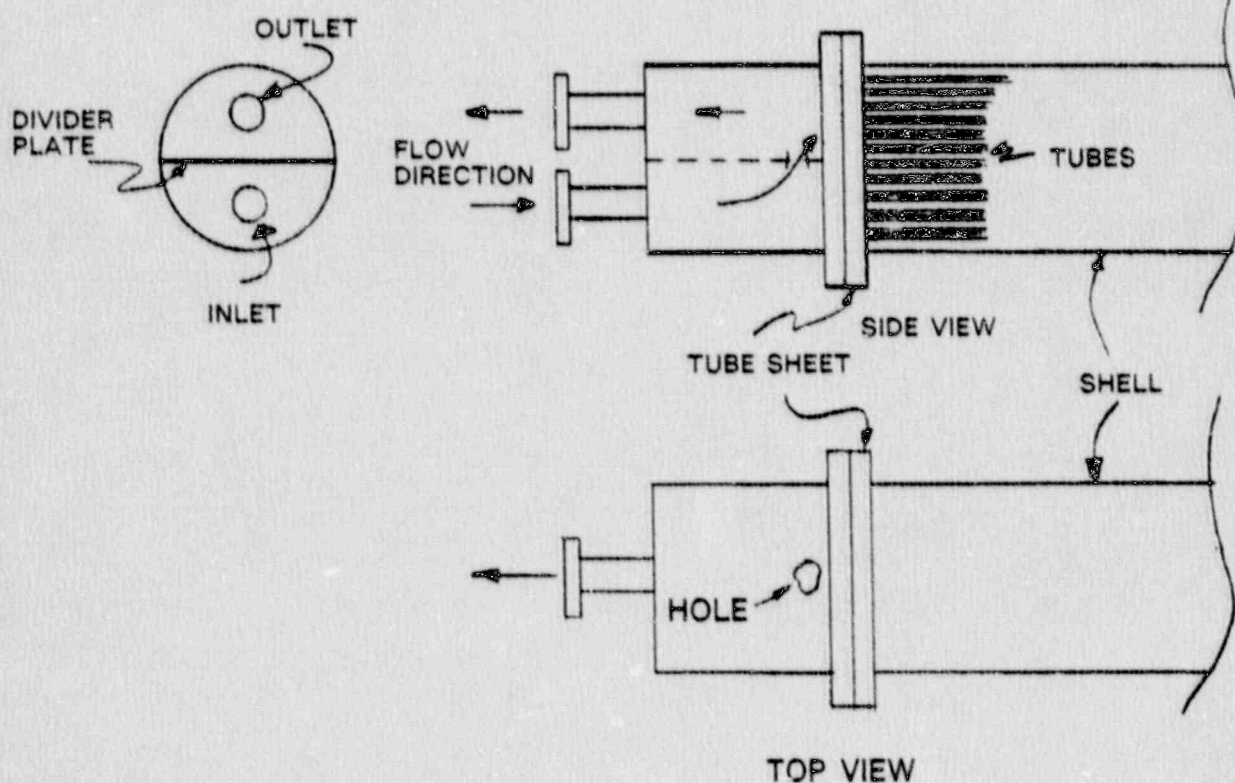 OUTLET
DIVIDER
PLATE
FLOW
DIRECTION
TUBES
INLET
SIDE VIEW
TUBE SHEET
SHELL
HOLE
TOP VIEW